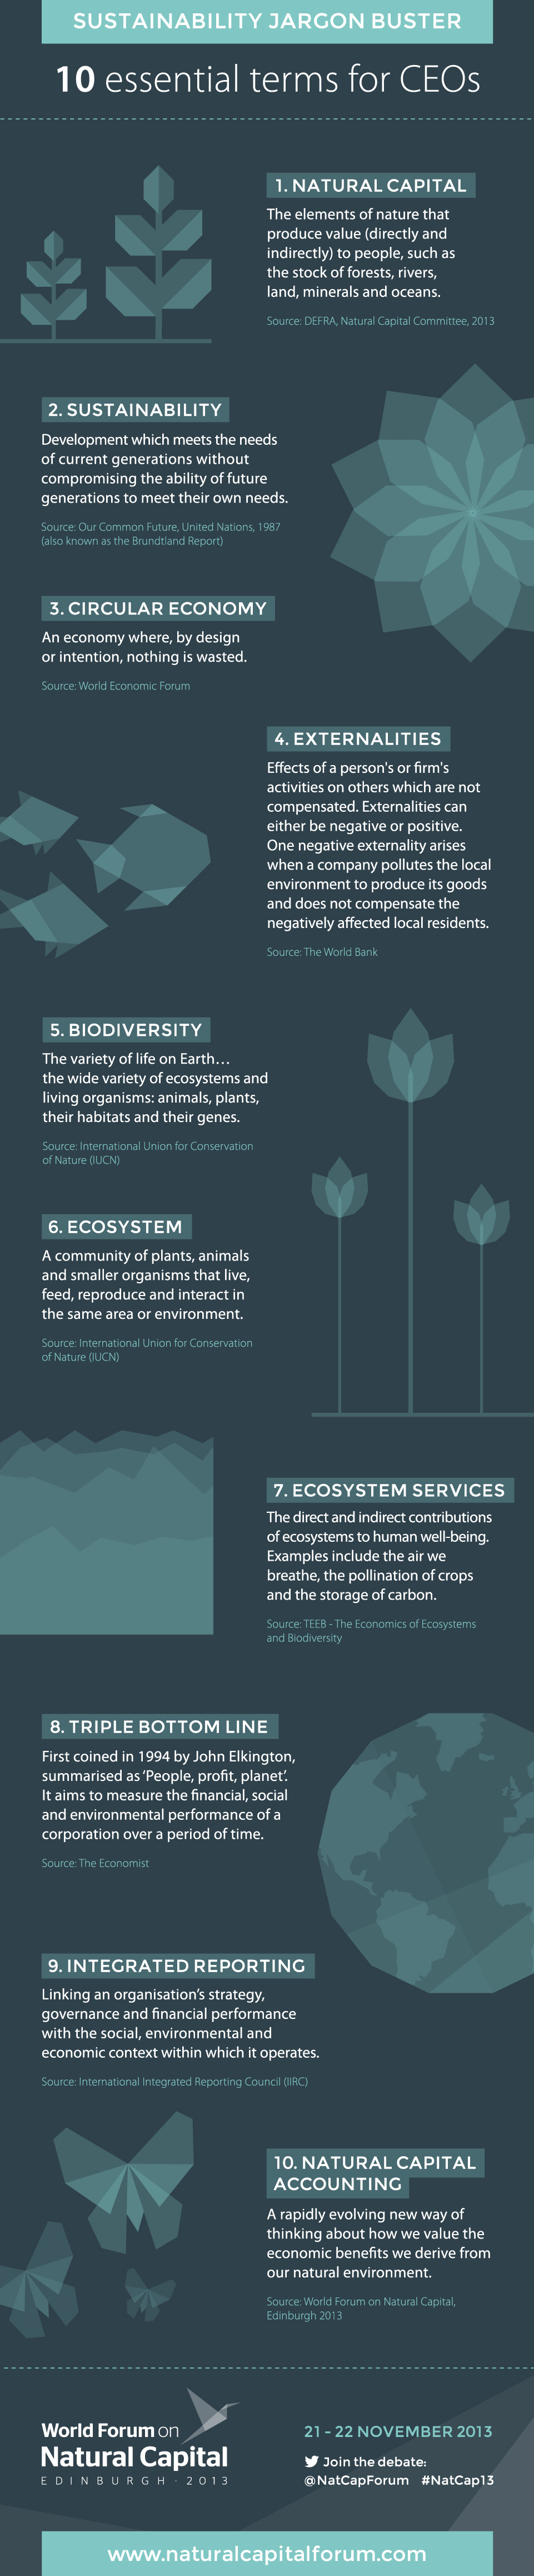 SUSTAINABILITY JARGON BUSTER
10 essential terms for CEOs
1. NATURAL CAPITAL
The elements of nature that
produce value (directly and
indirectly) to people, such as
the stock of forests, rivers,
land, minerals and oceans.
Source: DEFRA, Natural Capital Committee, 2013
2. SUSTAINABILITY
Development which meets the needs
of current generations without
compromising the ability of future
generations to meet their own needs.
Source: Our Common Future, United Nations, 1987
(also known as the Brundtland Report)
3. CIRCULAR ECONOMY
An economy where, by design
or intention, nothing is wasted.
Source: World Economic Forum
4. EXTERNALITIES
Effects of a person's or firm's
activities on others which are not
compensated. Externalities can
either be negative or positive.
One negative externality arises
when a company pollutes the local
environment to produce its goods
and does not compensate the
negatively affected local residents.
Source: The World Bank
5. BIODIVERSITY
The variety of life on Earth…
the wide variety of ecosystems and
living organisms: animals, plants,
their habitats and their genes.
Source: International Union for Conservation
of Nature (IUCN)
6. ECOSYSTEM
A community of plants, animals
and smaller organisms that live,
feed, reproduce and interact in
the same area or environment.
Source: International Union for Conservation
of Nature (IUCN)
7. ECOSYSTEM SERVICES
The direct and indirect contributions
of ecosystems to human well-being.
Examples include the air we
breathe, the pollination of crops
and the storage of carbon.
Source: TEEB - The Economics of Ecosystems
and Biodiversity
8. TRIPLE BOTTOM LINE
First coined in 1994 by John Elkington,
summarised as ‘People, profit, planet’.
It aims to measure the financial, social
and environmental performance of a
corporation over a period of time.
Source: The Economist
9. INTEGRATED REPORTING
Linking an organisation’s strategy,
governance and financial performance
with the social, environmental and
economic context within which it operates.
Source: International Integrated Reporting Council (IIRC)
10. NATURAL CAPITAL
ACCOUNTING
A rapidly evolving new way of
thinking about how we value the
economic benefits we derive from
our natural environment.
Source: World Forum on Natural Capital,
Edinburgh 2013
World Forum on
Natural Capital
EDINBURGH · 2013
21 - 22 NOVEMBER 2013
Join the debate:
@NatCapForum #NatCap13
www.naturalcapitalforum.com